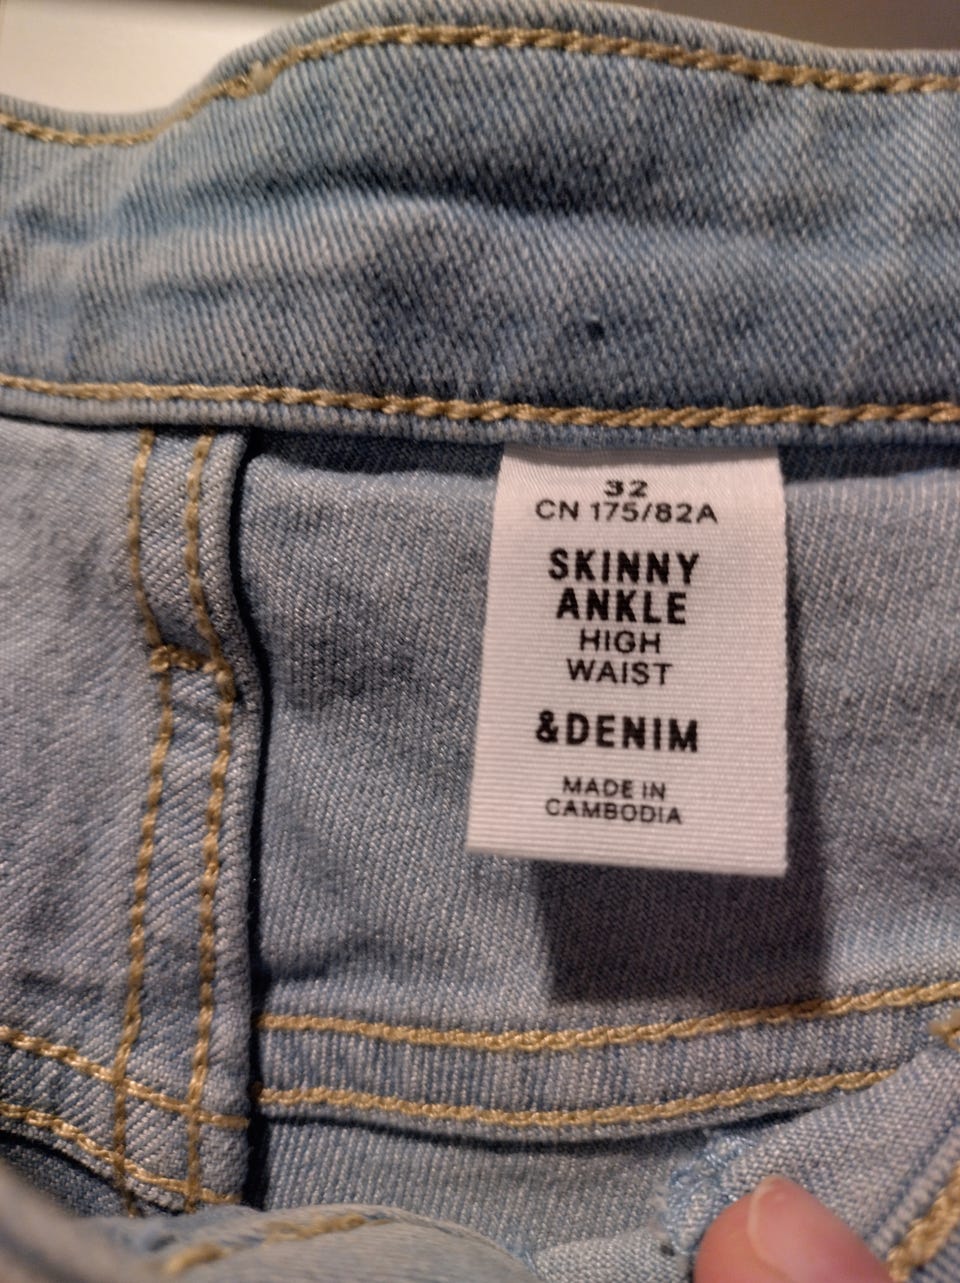 32
CN 175/82A
SKINNY
ANKLE
HIGH
WAIST
&DENIM
MADE IN
CAMBODIA